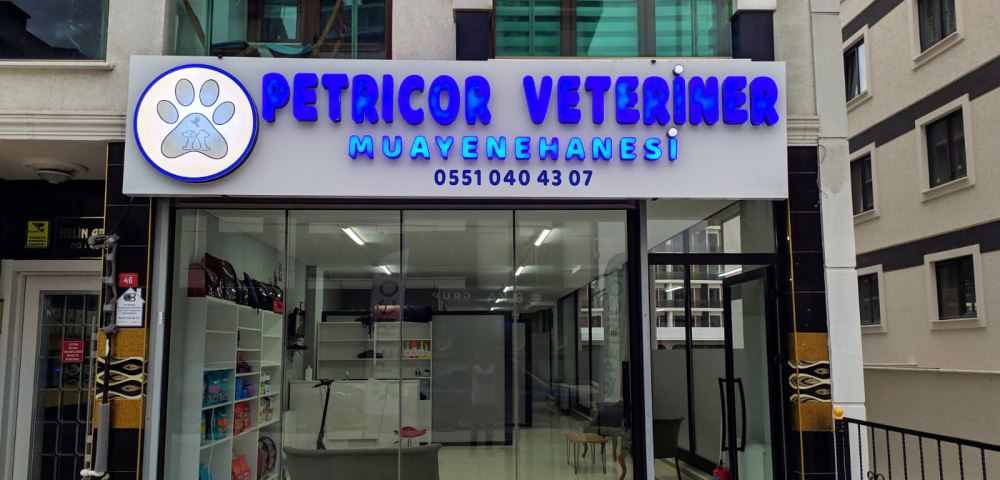 PETRICOR VETERİNER
MUAYENEHANESİ
0551 040 43 07
46